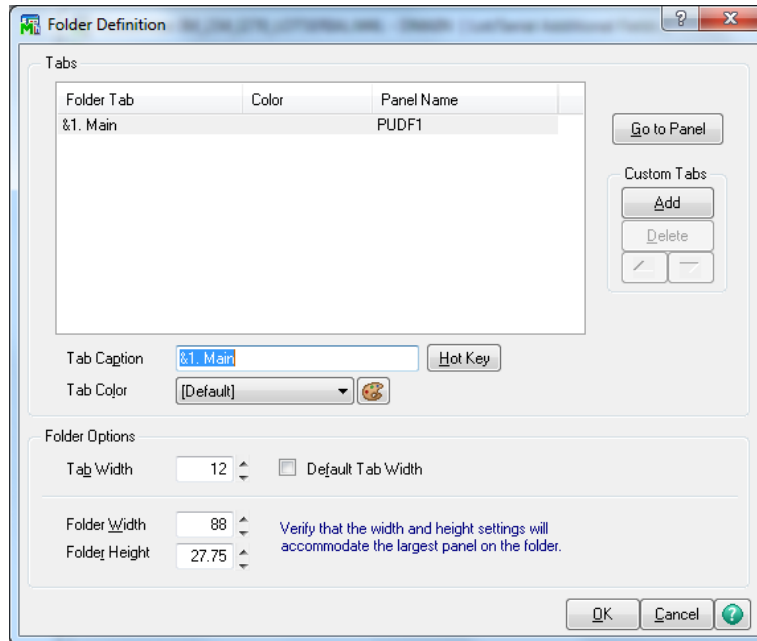 Folder Definition
Tabs
Folder Tab Color Panel Name
&1. Main PUDF1
Go to Panel
Custom Tabs
Add
Delete
Tab Caption &1. Main Hot Key
Tab Color [Default]
Folder Options
Tab Width 12 Default Tab Width
Folder Width 88 Verify that the width and height settings will
Folder Height 27.75 accommodate the largest panel on the folder.
OK Cancel